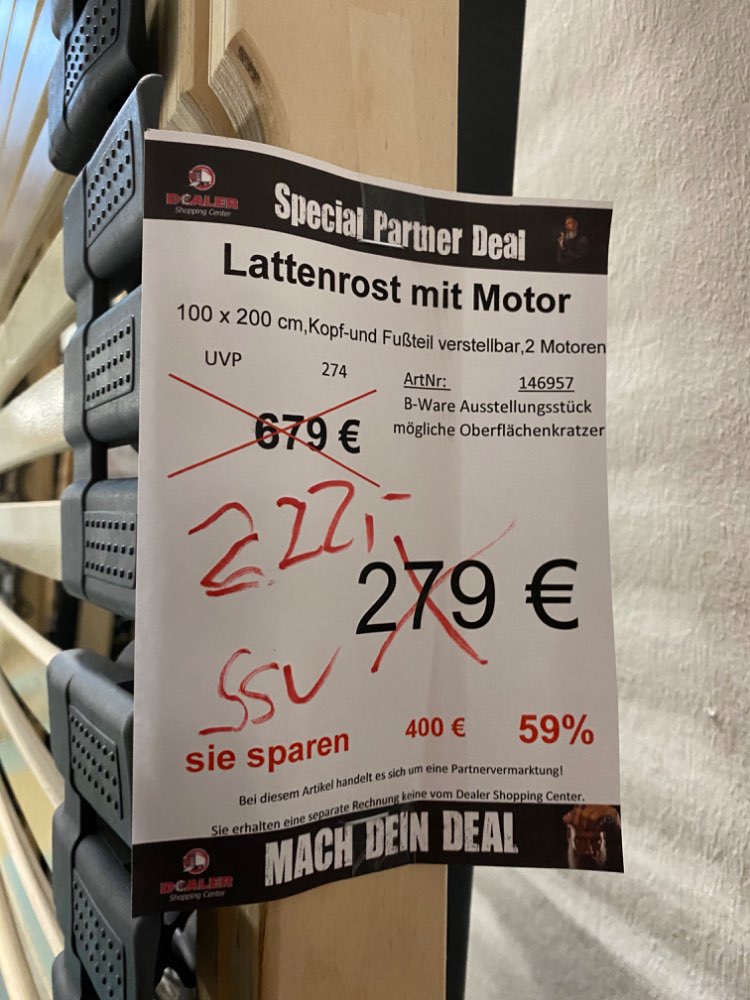 DEALER
Shopping Center
Special Partner Deal
Lattenrost mit Motor
100 x 200 cm,Kopf-und Fußteil verstellbar,2 Motoren
UVP 274
ArtNr: 146957
B-Ware Ausstellungsstück
679 €
mögliche Oberflächenkratzer
222,-
279 €
SSV
sie sparen 400 € 59%
Bei diesem Artikel handelt es sich um eine Partnervermarktung!
Sie erhalten eine separate Rechnung keine vom Dealer Shopping Center.
DEALER
Shopping Center
MACH DEIN DEAL